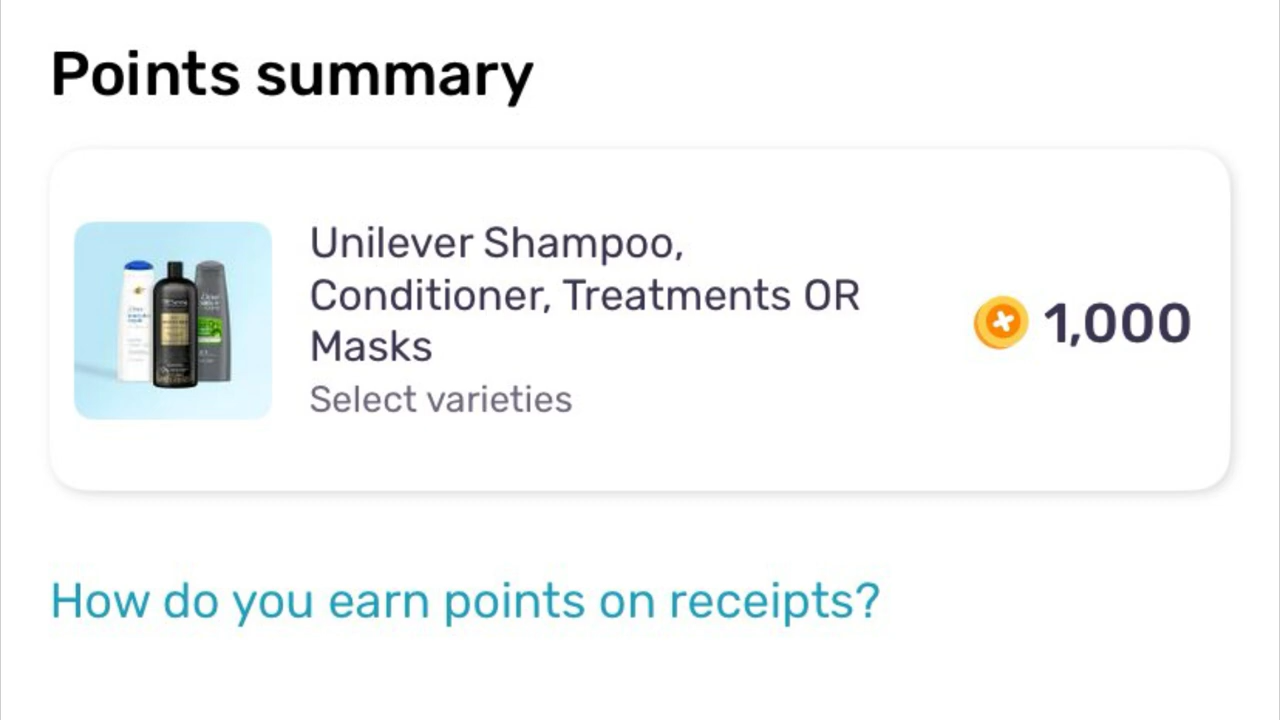 Points summary
Unilever Shampoo,
Conditioner, Treatments OR
Masks
Select varieties
1,000
How do you earn points on receipts?